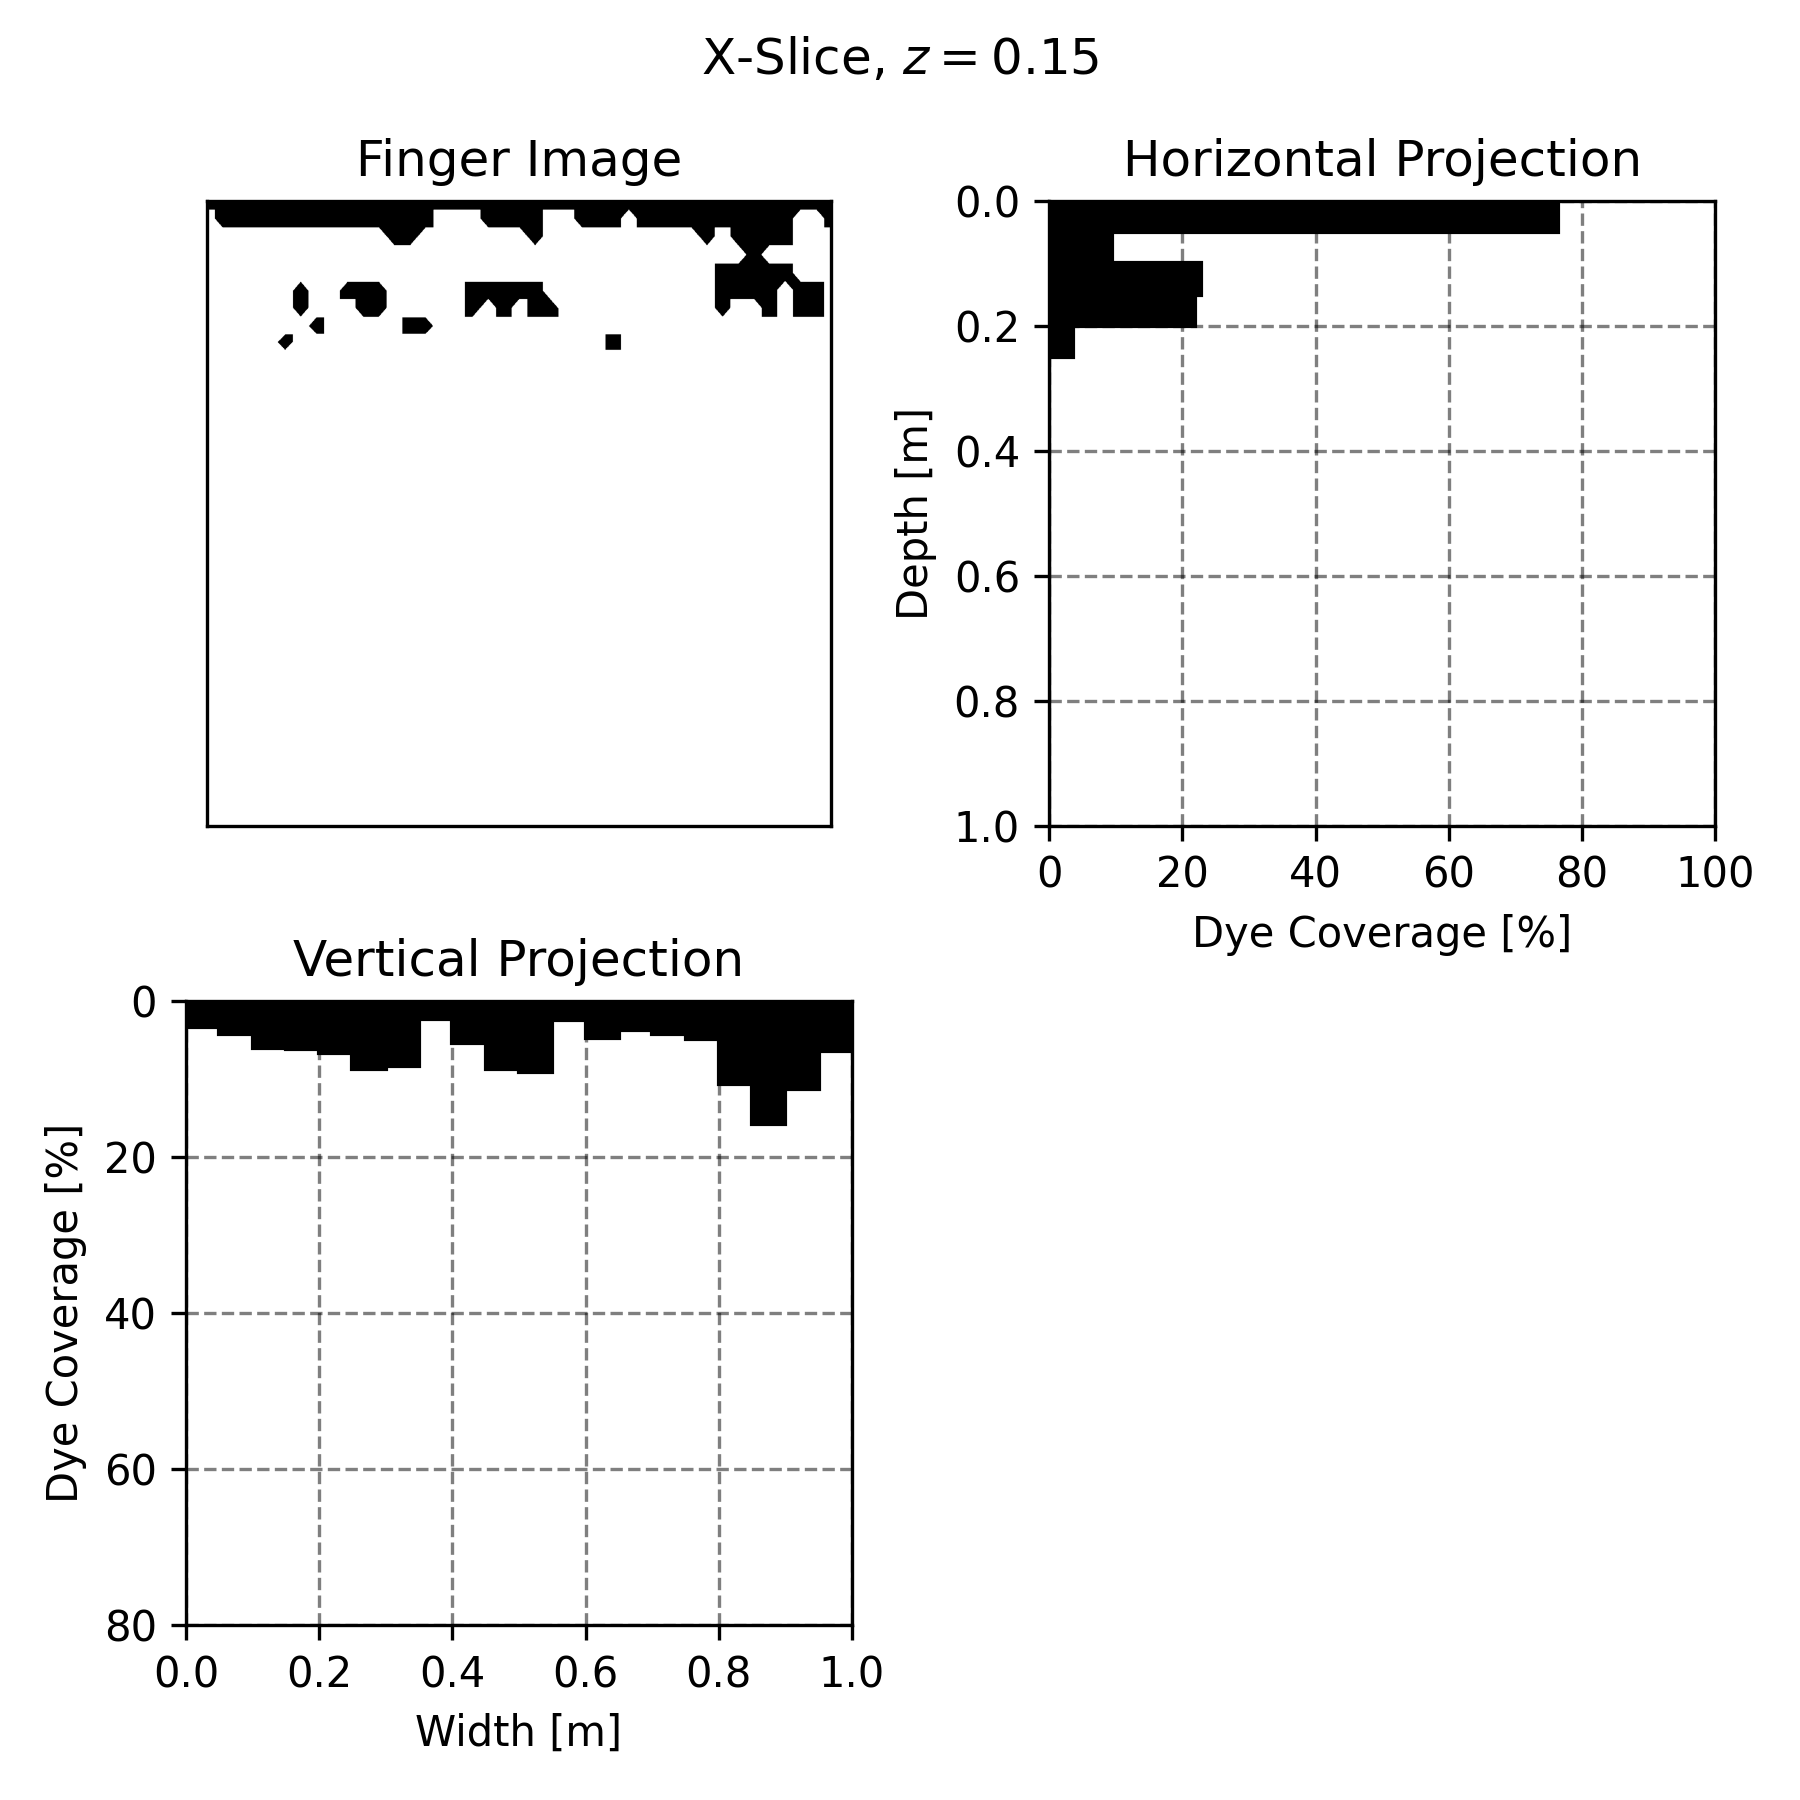 X-Slice, z = 0.15
Finger Image
Horizontal Projection
0.0
0.2
0.4
0.6
0.8
1.0
Depth [m]
0 20 40 60 80 100
Dye Coverage [%]
Vertical Projection
0
20
40
60
80
Dye Coverage [%]
0.0 0.2 0.4 0.6 0.8 1.0
Width [m]